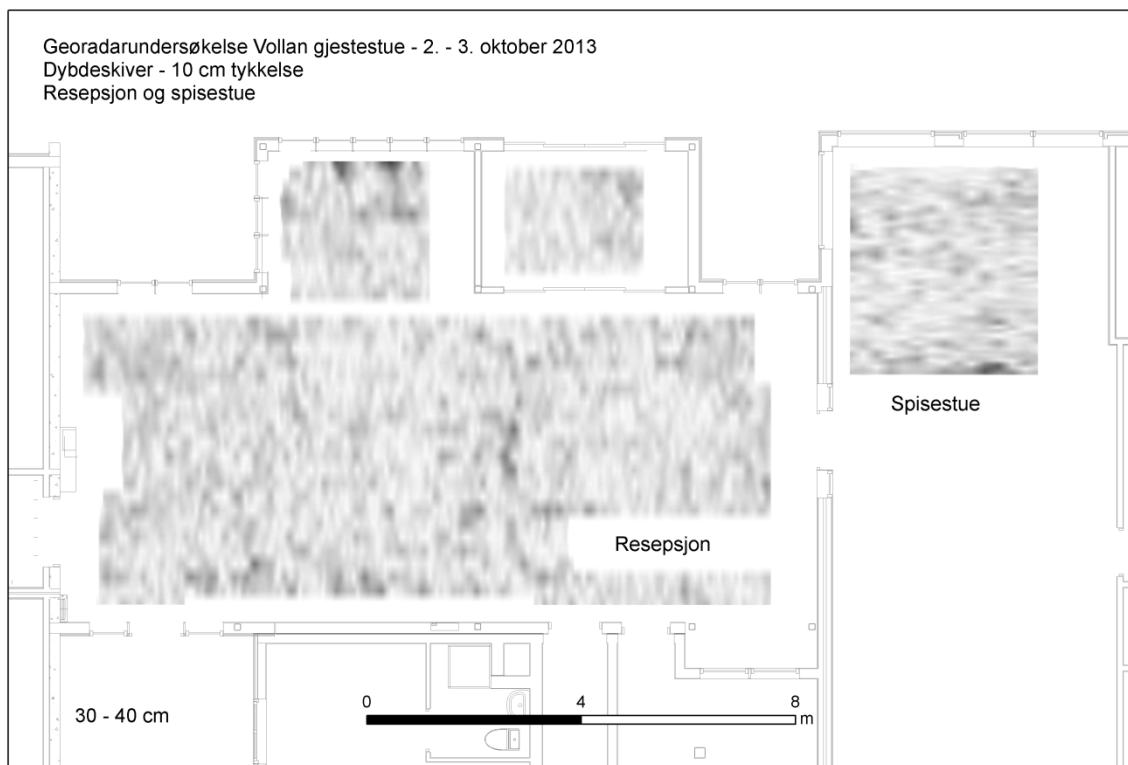 Georadarundersøkelse Vollan gjestestue - 2. - 3. oktober 2013
Dybdeskiver - 10 cm tykkelse
Resepsjon og spisestue
Spisestue
Resepsjon
30 - 40 cm
0 4 8
m